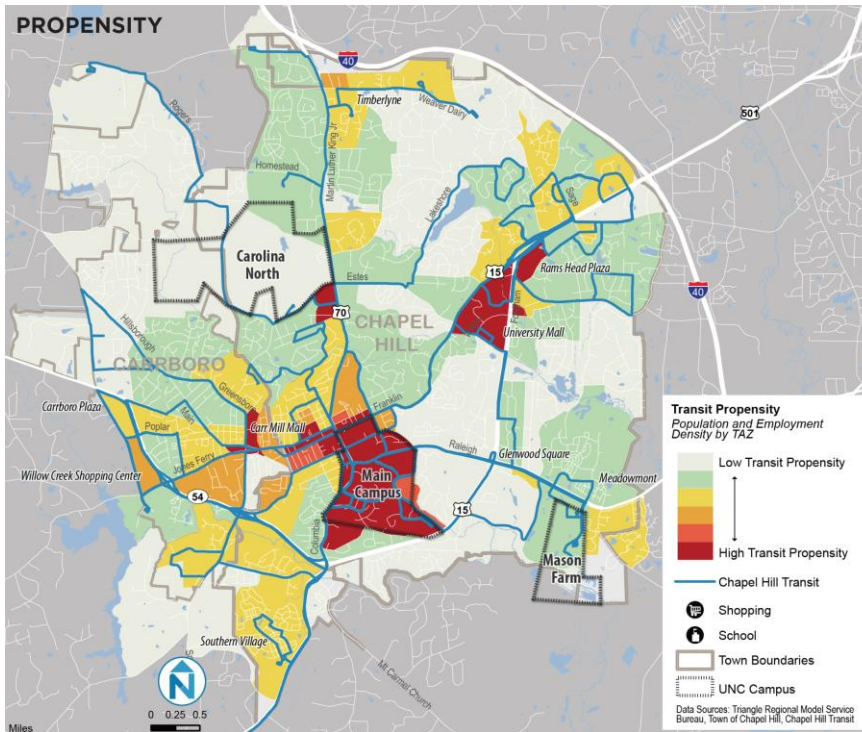 PROPENSITY
40
Timberlyne
Weaver Dairy
501
Rogers
Martin Luther King Jr
Homestead
Lakeshore
Sage
Carolina
North
15
Rams Head Plaza
Estes
40
70
CHAPEL
HILL
University Mall
Hillsborough
CARRBORO
Greensboro
Carrboro Plaza
Main
Carr Mill Mall
Franklin
Poplar
Raleigh
Glenwood Square
Jones Ferry
Willow Creek Shopping Center
Main
Campus
Meadowmont
54
15
Columbia
Mason
Farm
Southern Village
Mt Carmel Church
N
0 0.25 0.5
Miles
Transit Propensity
Population and Employment
Density by TAZ
Low Transit Propensity
High Transit Propensity
Chapel Hill Transit
Shopping
School
Town Boundaries
UNC Campus
Data Sources: Triangle Regional Model Service
Bureau, Town of Chapel Hill, Chapel Hill Transit